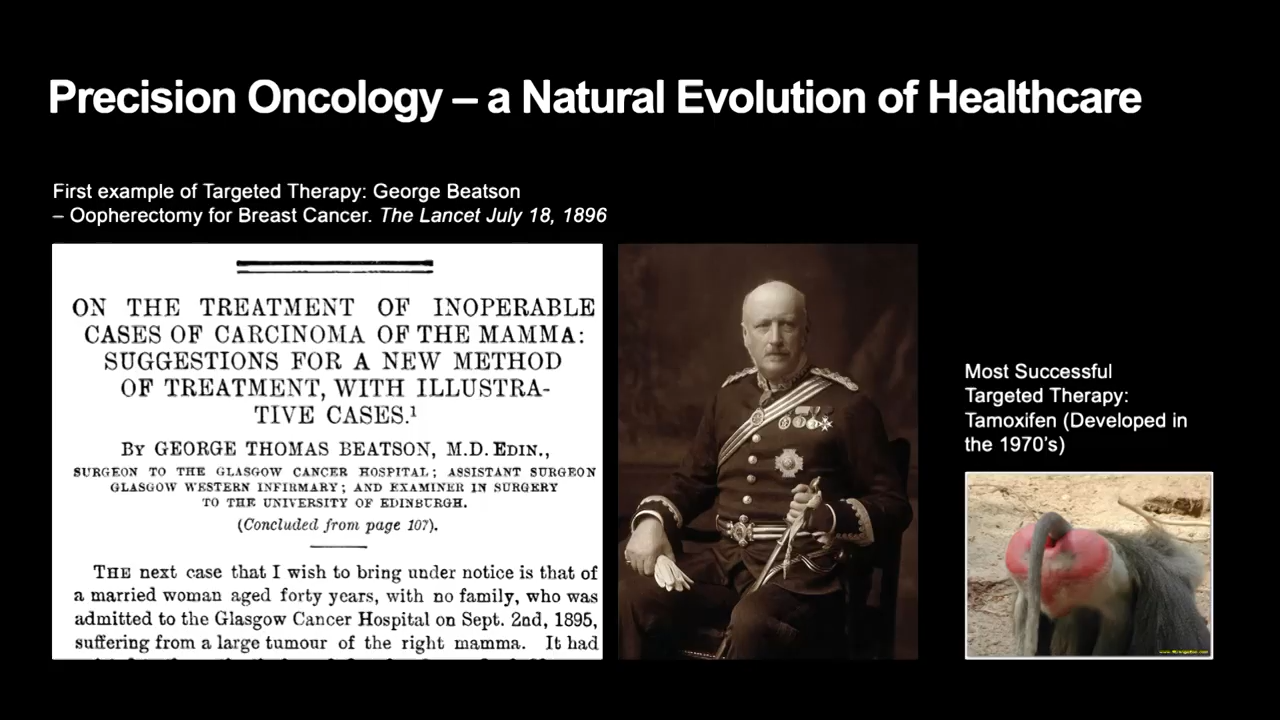 Precision Oncology – a Natural Evolution of Healthcare
First example of Targeted Therapy: George Beatson
– Oopherectomy for Breast Cancer. The Lancet July 18, 1896
ON THE TREATMENT OF INOPERABLE
CASES OF CARCINOMA OF THE MAMMA:
SUGGESTIONS FOR A NEW METHOD
OF TREATMENT, WITH ILLUSTRA-
TIVE CASES.¹
BY GEORGE THOMAS BEATSON, M.D. EDIN.,
SURGEON TO THE GLASGOW CANCER HOSPITAL; ASSISTANT SURGEON
GLASGOW WESTERN INFIRMARY; AND EXAMINER IN SURGERY
TO THE UNIVERSITY OF EDINBURGH.
(Concluded from page 107).
THE next case that I wish to bring under notice is that of
a married woman aged forty years, with no family, who was
admitted to the Glasgow Cancer Hospital on Sept. 2nd, 1895,
suffering from a large tumour of the right mamma. It had
Most Successful
Targeted Therapy:
Tamoxifen (Developed in
the 1970's)